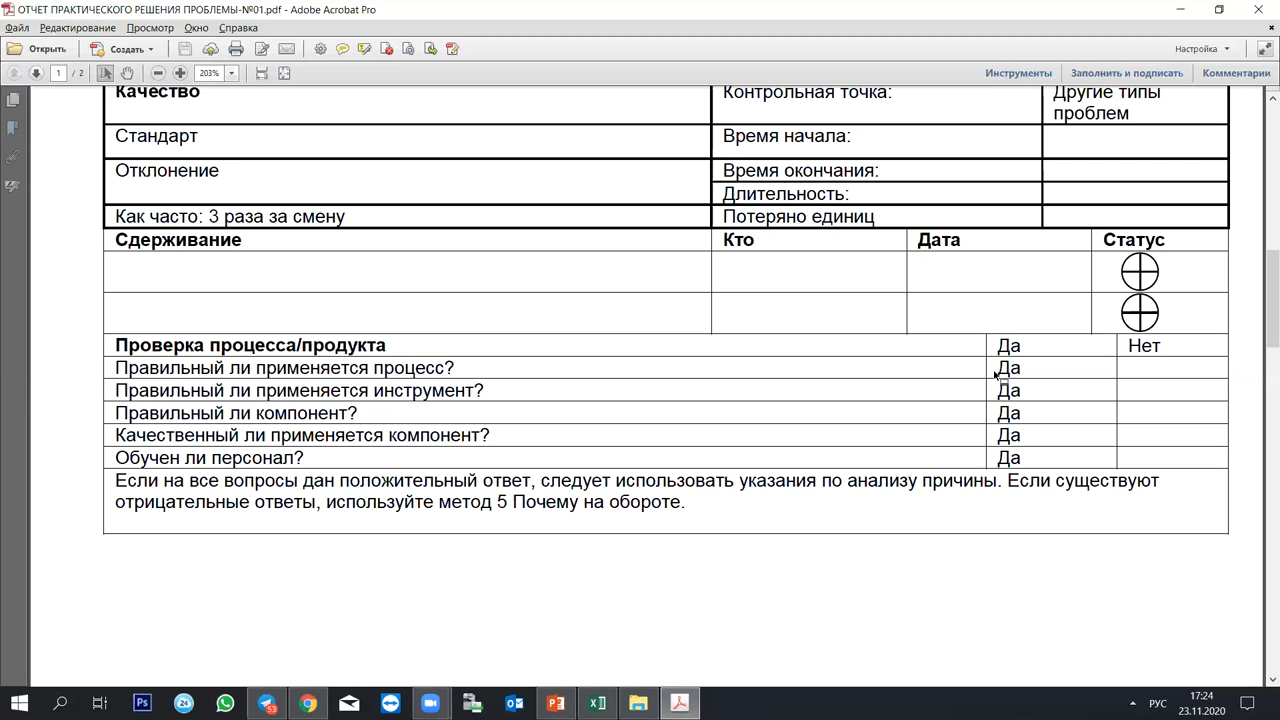 ОТЧЕТ ПРАКТИЧЕСКОГО РЕШЕНИЯ ПРОБЛЕМЫ-№01.pdf - Adobe Acrobat Pro
Файл Редактирование Просмотр Окно Справка
Открыть Создать Настройка
1 / 2 203% Инструменты Заполнить и подписать Комментарии
Качество Контрольная точка: Другие типы
проблем
Стандарт Время начала:
Отклонение Время окончания:
Длительность:
Как часто: 3 раза за смену Потеряно единиц
Сдерживание Кто Дата Статус
Проверка процесса/продукта Да Нет
Правильный ли применяется процесс? Да
Правильный ли применяется инструмент? Да
Правильный ли компонент? Да
Качественный ли применяется компонент? Да
Обучен ли персонал? Да
Если на все вопросы дан положительный ответ, следует использовать указания по анализу причины. Если существуют
отрицательные ответы, используйте метод 5 Почему на обороте.
Ps 24 53 РУС 17:24
23.11.2020